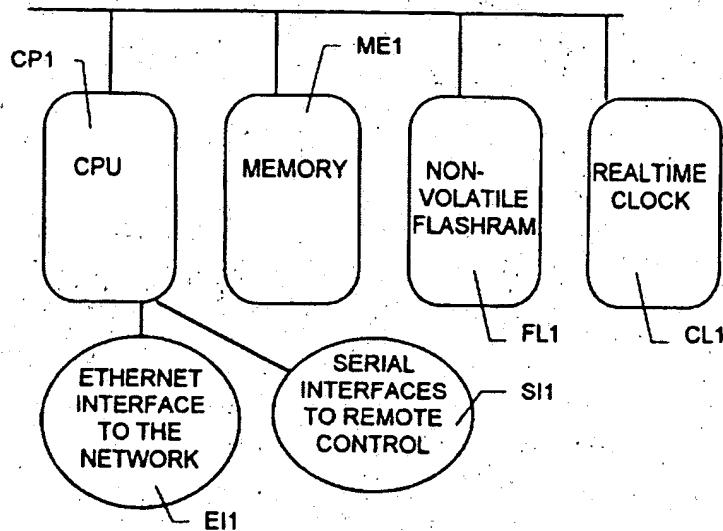 CP1
ME1
CPU
MEMORY
NON-
VOLATILE
FLASHRAM
REALTIME
CLOCK
FL1
CL1
ETHERNET
INTERFACE
TO THE
NETWORK
SERIAL
INTERFACES
TO REMOTE
CONTROL
SI1
EI1